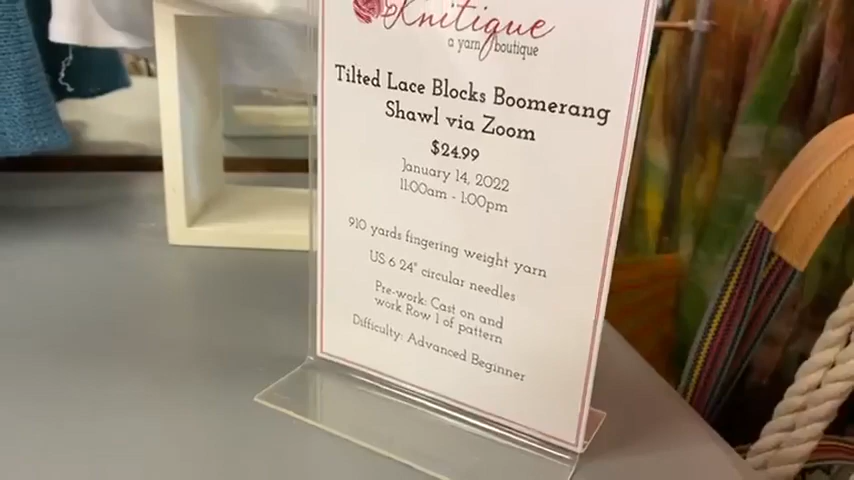 Knitique
a yarn boutique
Tilted Lace Blocks Boomerang
Shawl via Zoom
$24.99
January 14, 2022
11:00am - 1:00pm
910 yards fingering weight yarn
US 6 24" circular needles
Pre-work: Cast on and
work Row 1 of pattern
Difficulty: Advanced Beginner